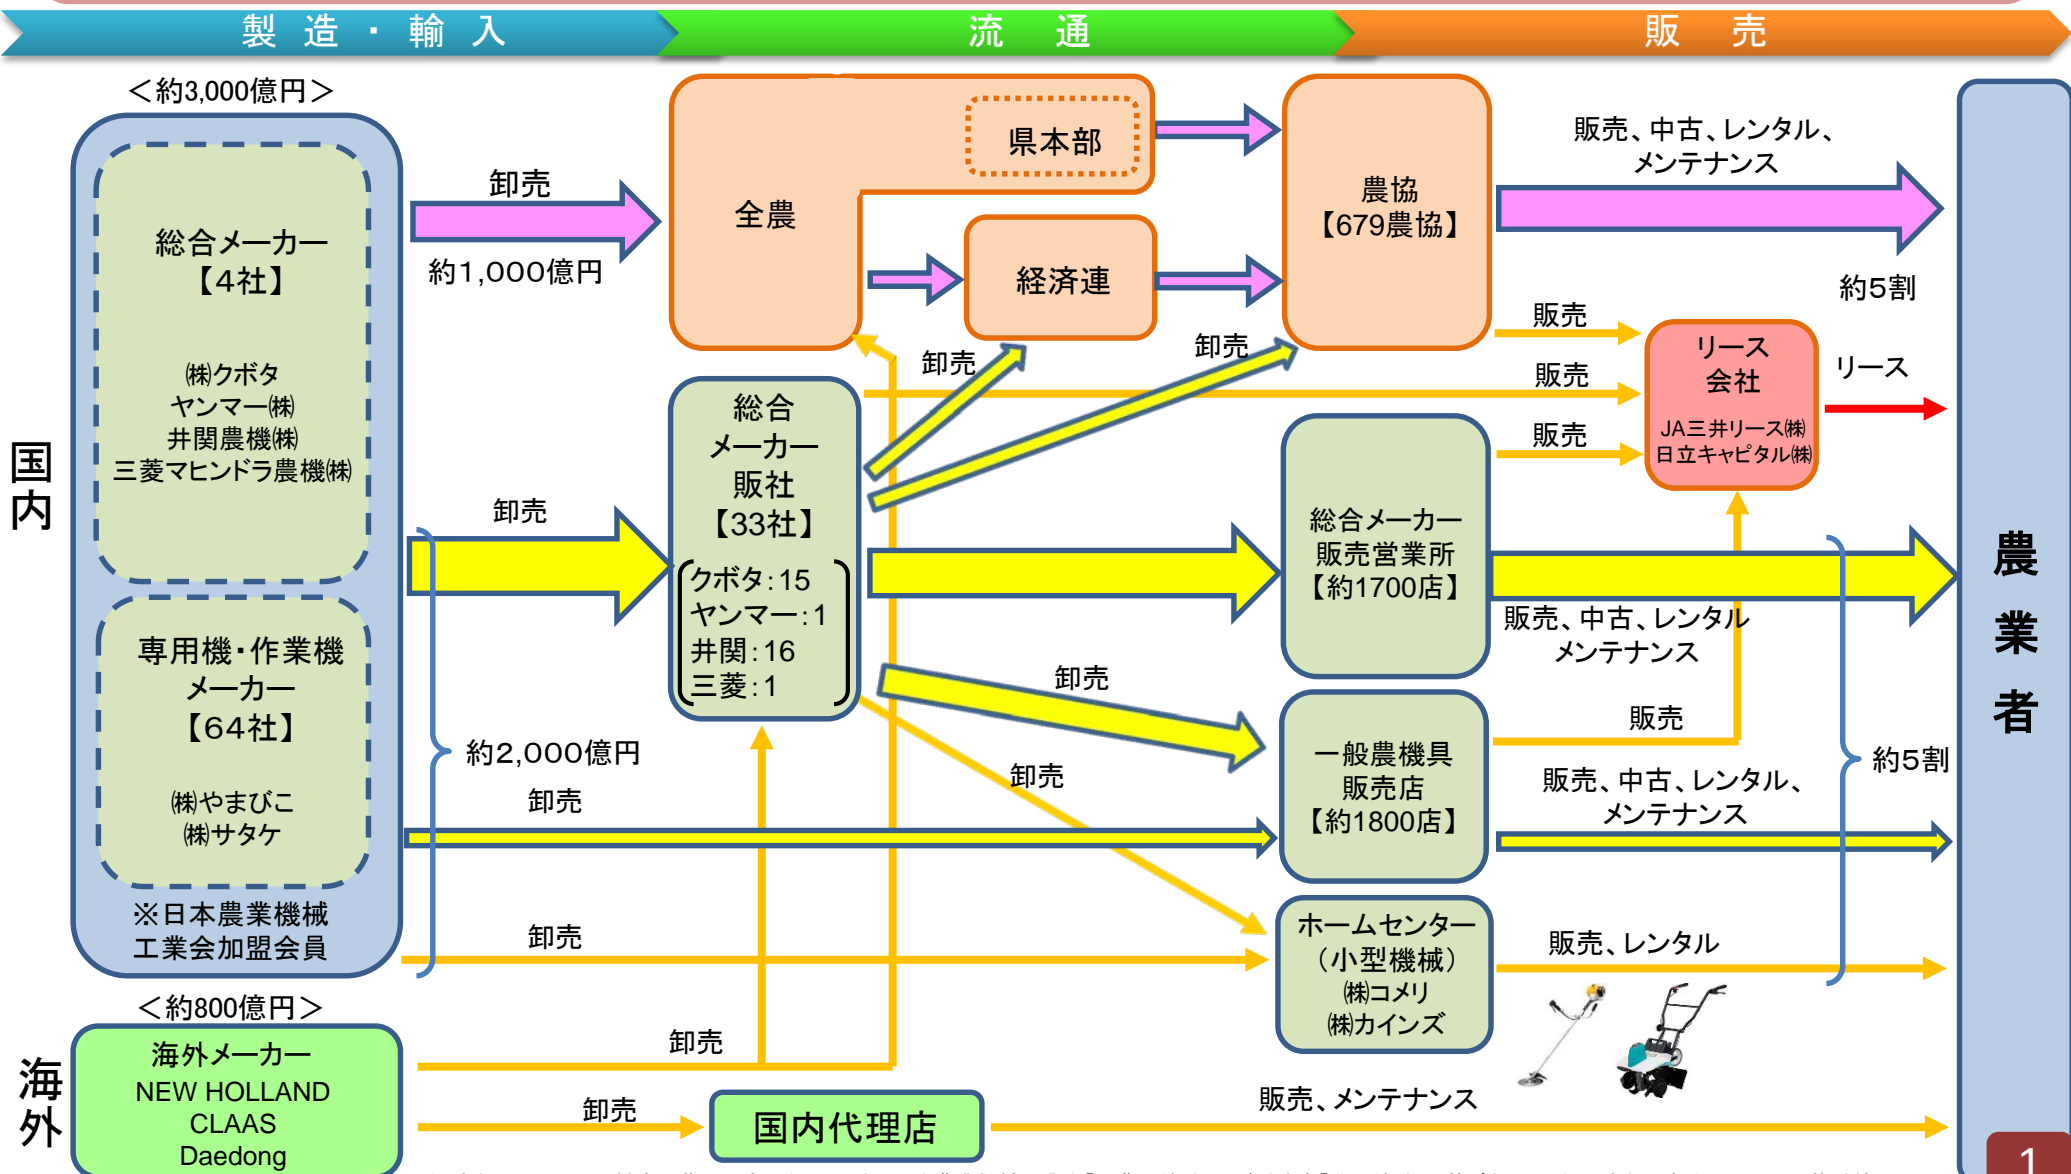 製造・輸入
流通
販売
＜約3,000億円＞
国内
総合メーカー
【4社】
㈱クボタ
ヤンマー㈱
井関農機㈱
三菱マヒンドラ農機㈱
専用機・作業機
メーカー
【64社】
㈱やまびこ
㈱サタケ
※日本農業機械
工業会加盟会員
＜約800億円＞
海外
海外メーカー
NEW HOLLAND
CLAAS
Daedong
卸売
約1,000億円
卸売
約2,000億円
卸売
卸売
卸売
卸売
全農
県本部
経済連
総合
メーカー
販社
【33社】
クボタ：15
ヤンマー：1
井関：16
三菱：1
国内代理店
卸売
卸売
卸売
卸売
農協
【679農協】
総合メーカー
販売営業所
【約1700店】
一般農機具
販売店
【約1800店】
ホームセンター
（小型機械）
㈱コメリ
㈱カインズ
販売、中古、レンタル、
メンテナンス
約5割
販売
販売
販売
リース
会社
JA三井リース㈱
日立キャピタル㈱
リース
販売、中古、レンタル
メンテナンス
販売
約5割
販売、中古、レンタル、
メンテナンス
販売、レンタル
販売、メンテナンス
農業者
1